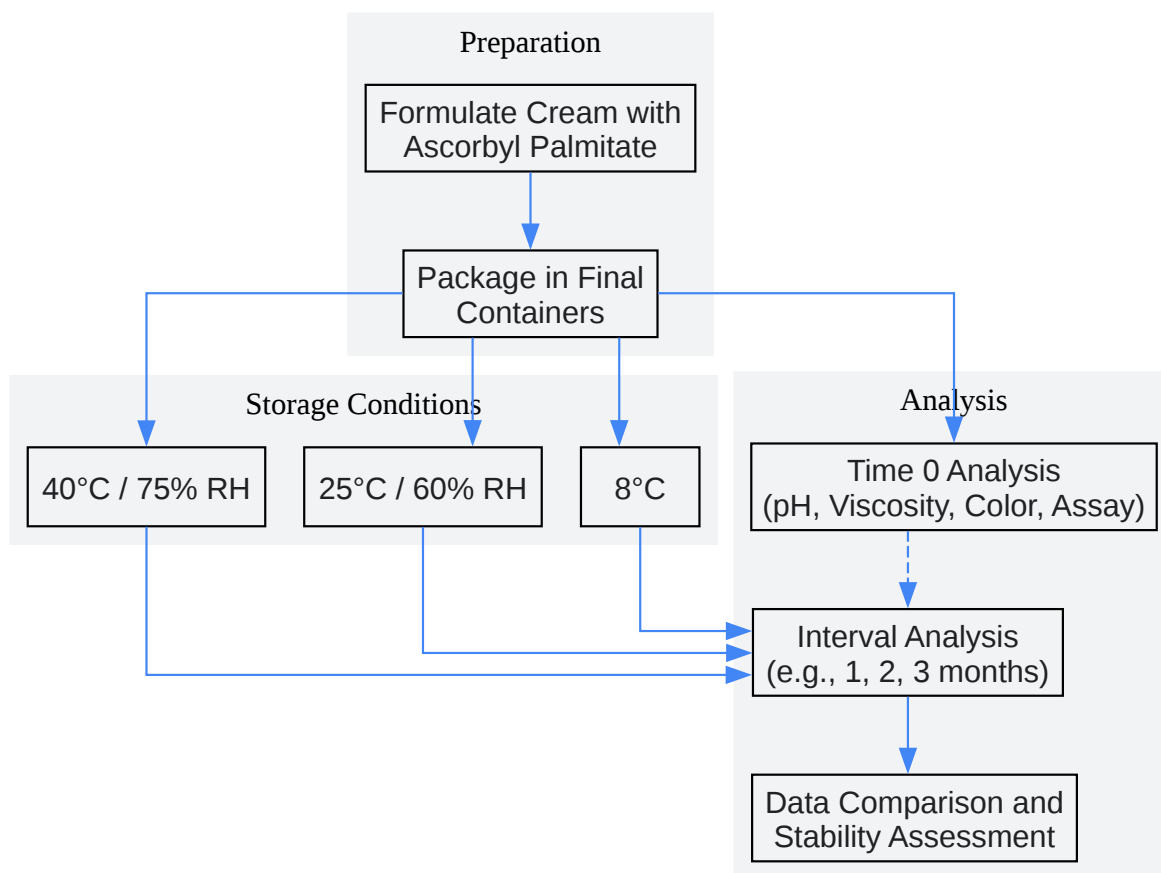 Preparation
Formulate Cream with
Ascorbyl Palmitate
Package in Final
Containers
Storage Conditions
40°C / 75% RH
25°C / 60% RH
8°C
Analysis
Time 0 Analysis
(pH, Viscosity, Color, Assay)
Interval Analysis
(e.g., 1, 2, 3 months)
Data Comparison and
Stability Assessment